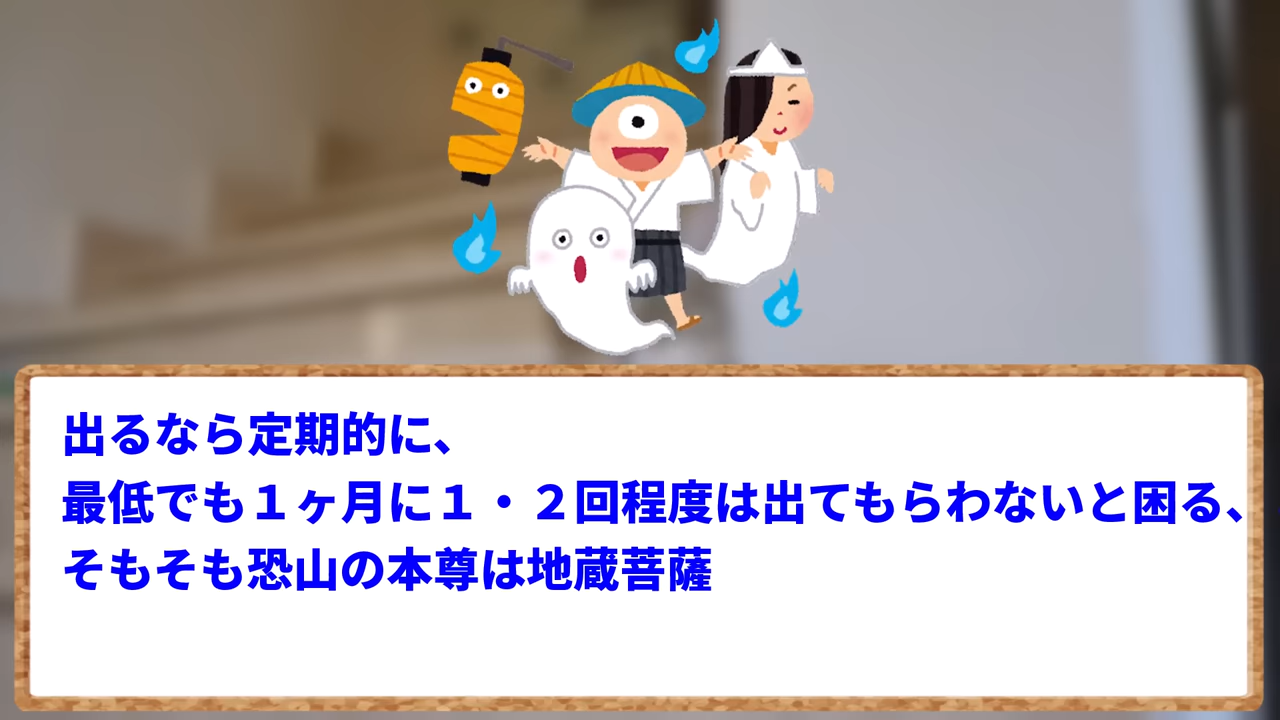 出るなら定期的に、
最低でも１ヶ月に１・２回程度は出てもらわないと困る、
そもそも恐山の本尊は地蔵菩薩